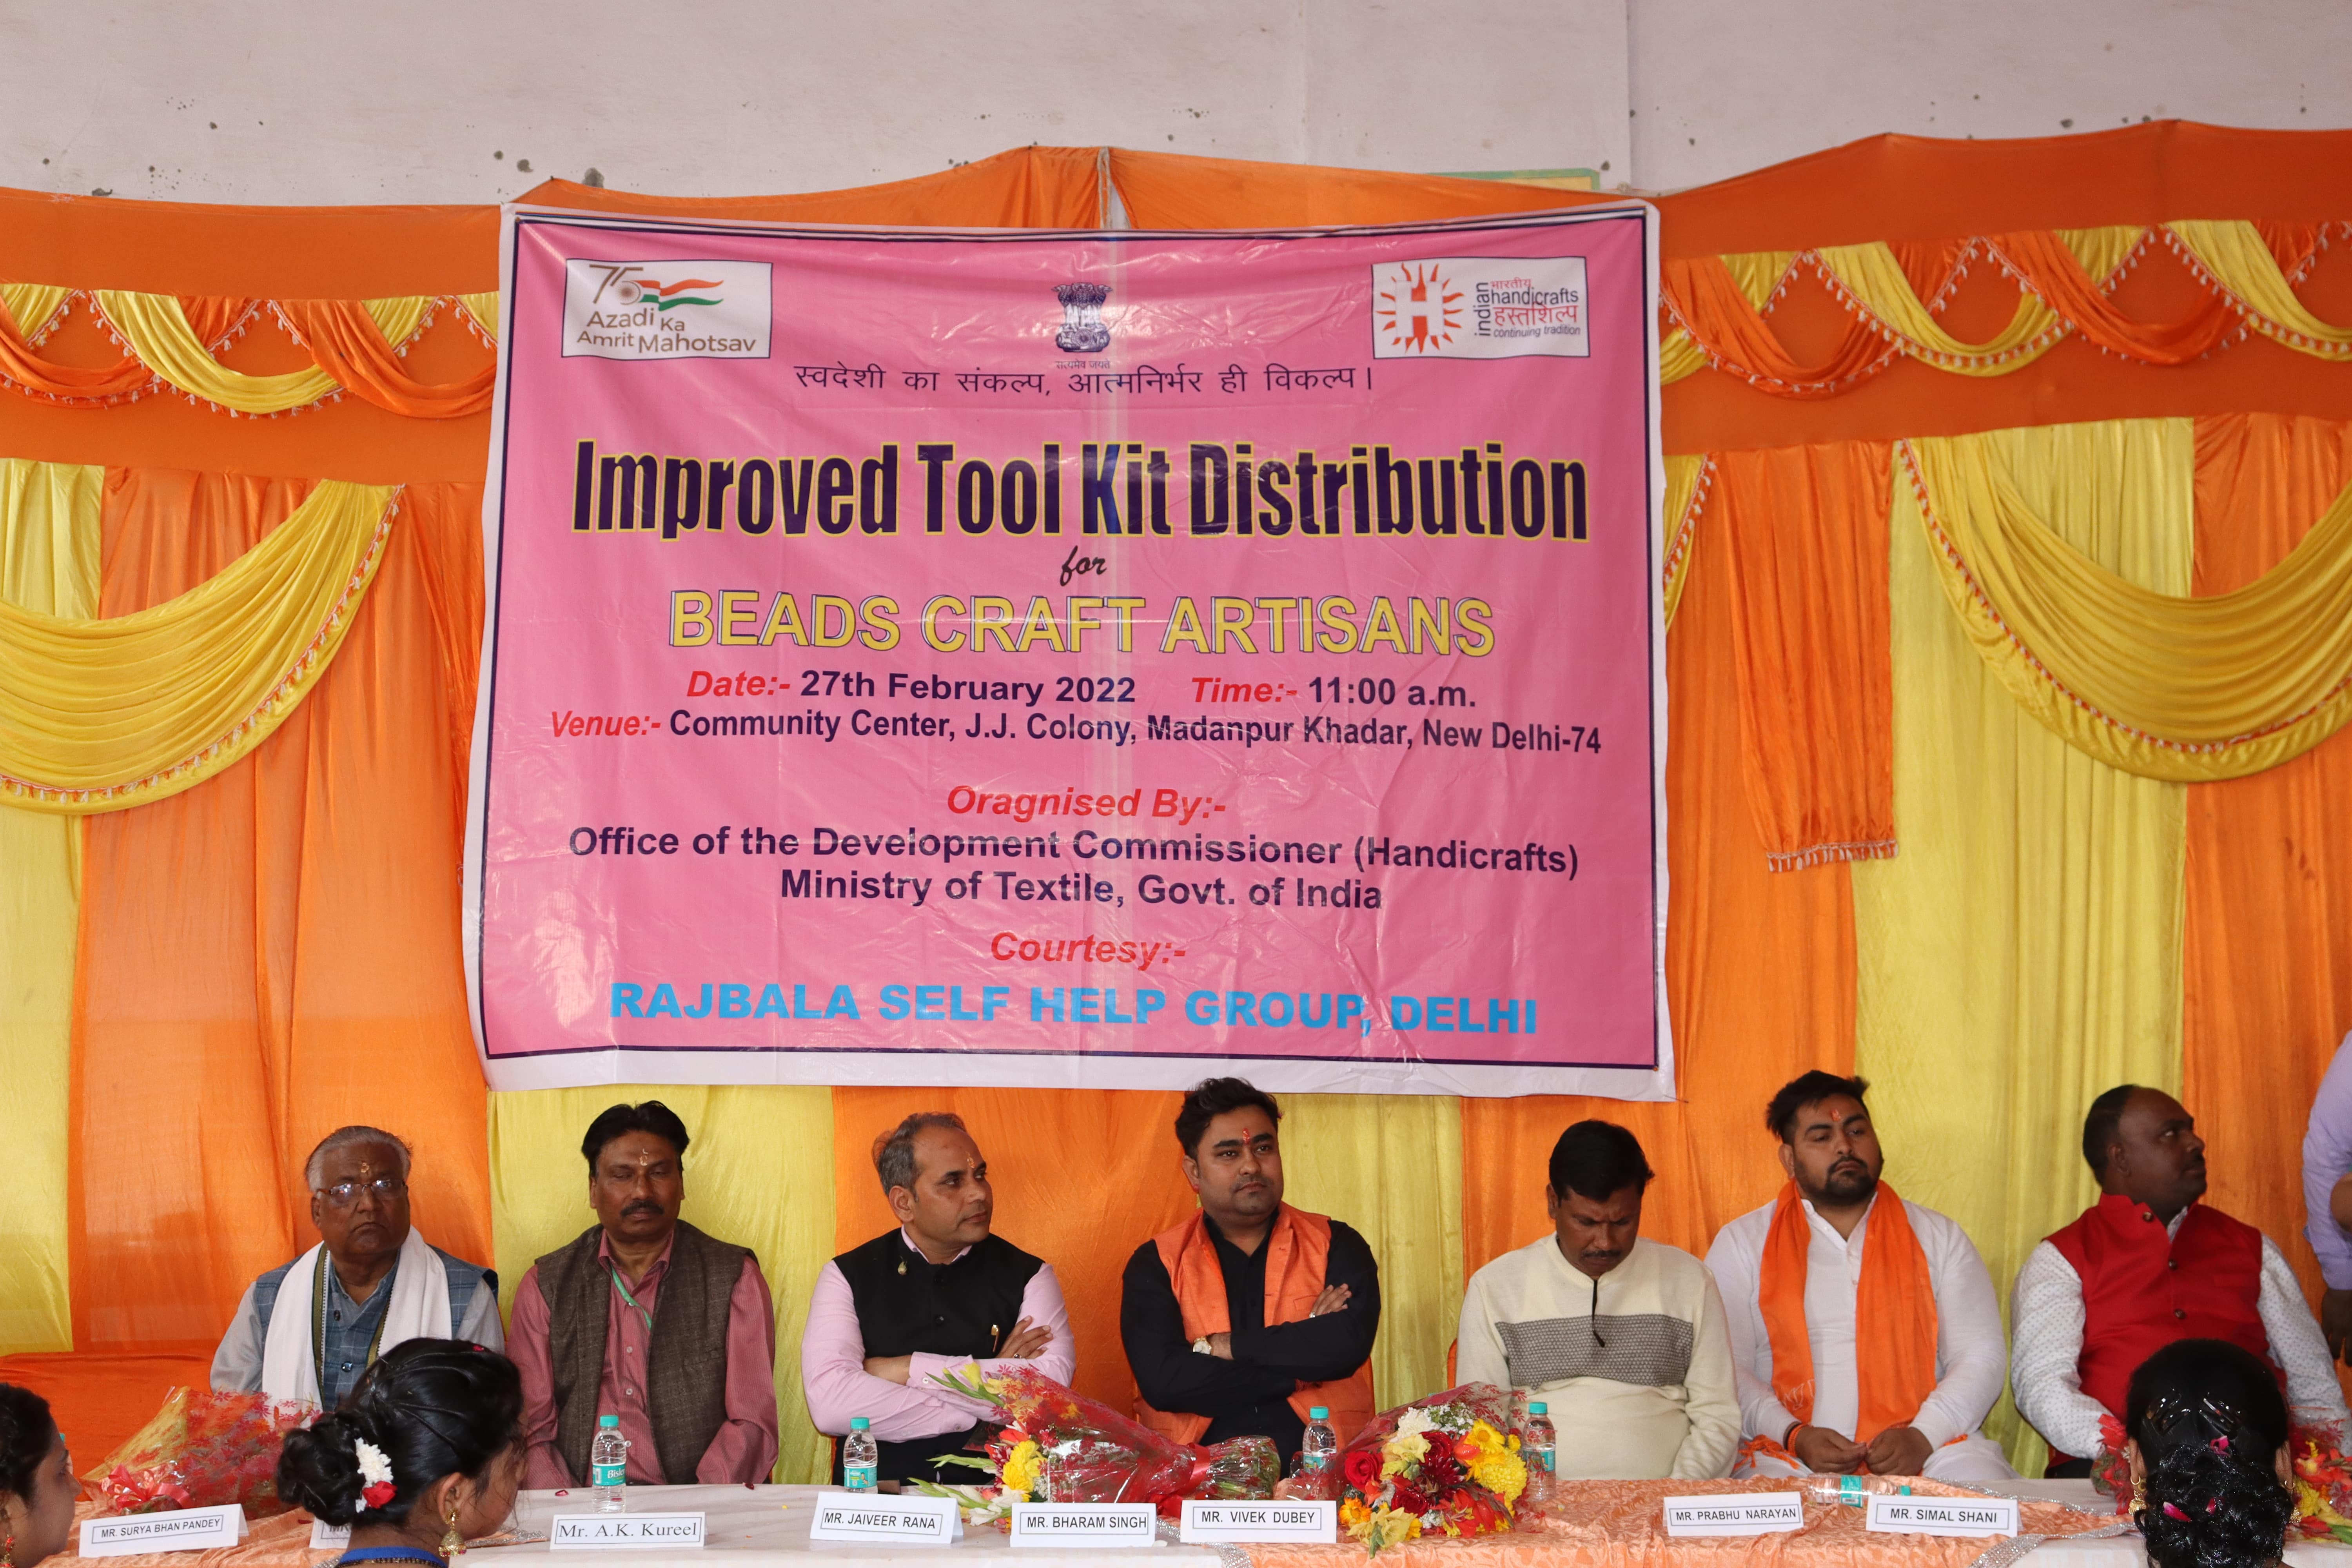 75
Azadi Ka
Amrit Mahotsav
सत्यमेव जयते
भारतीय
indian handicrafts
हस्तशिल्प
continuing tradition
स्वदेशी का संकल्प, आत्मनिर्भर ही विकल्प।
Improved Tool Kit Distribution
for
BEADS CRAFT ARTISANS
Date:- 27th February 2022 Time:- 11:00 a.m.
Venue:- Community Center, J.J. Colony, Madanpur Khadar, New Delhi-74
Oragnised By:-
Office of the Development Commissioner (Handicrafts)
Ministry of Textile, Govt. of India
Courtesy:-
RAJBALA SELF HELP GROUP, DELHI
MR. SURYA BHAN PANDEY
Mr. A.K. Kureel
MR. JAIVEER RANA
MR. BHARAM SINGH
MR. VIVEK DUBEY
MR. PRABHU NARAYAN
MR. SIMAL SHANI